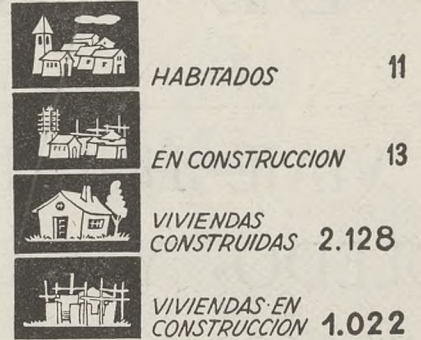 HABITADOS 11
EN CONSTRUCCION 13
VIVIENDAS
CONSTRUIDAS 2.128
VIVIENDAS EN
CONSTRUCCION 1.022